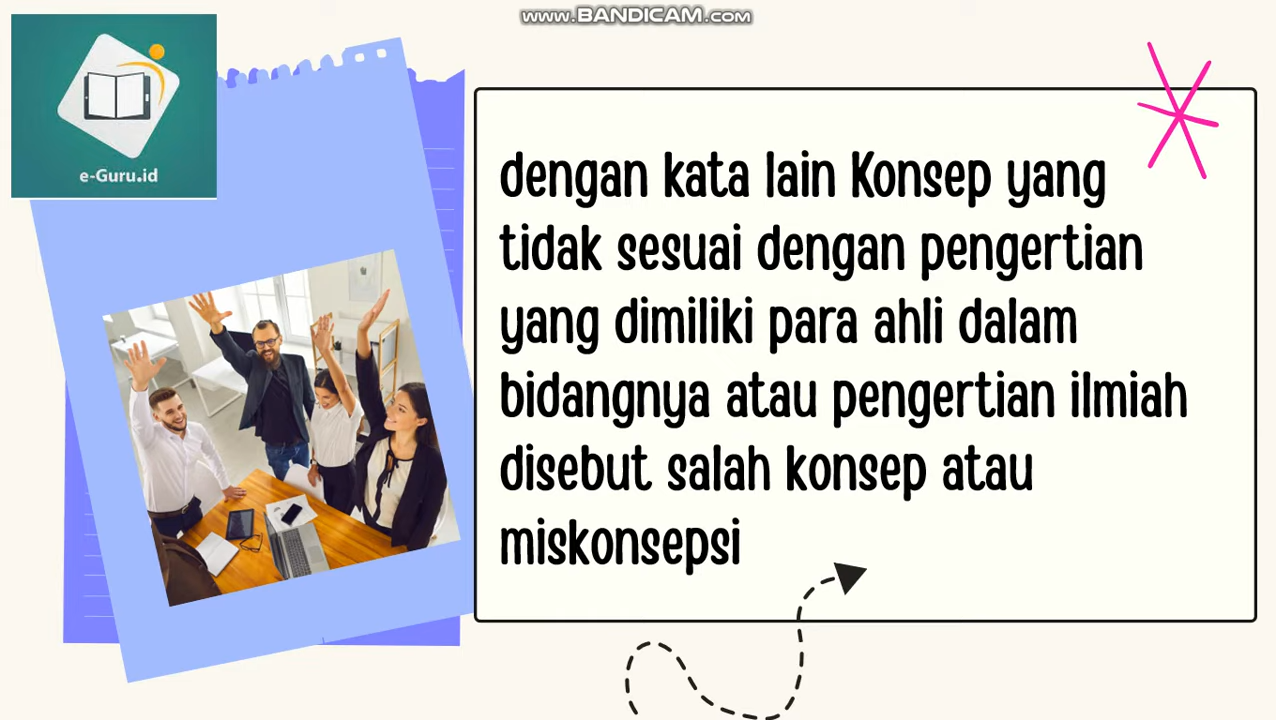 www.BANDICAM.com
e-Guru.id
dengan kata lain Konsep yang
tidak sesuai dengan pengertian
yang dimiliki para ahli dalam
bidangnya atau pengertian ilmiah
disebut salah konsep atau
miskonsepsi